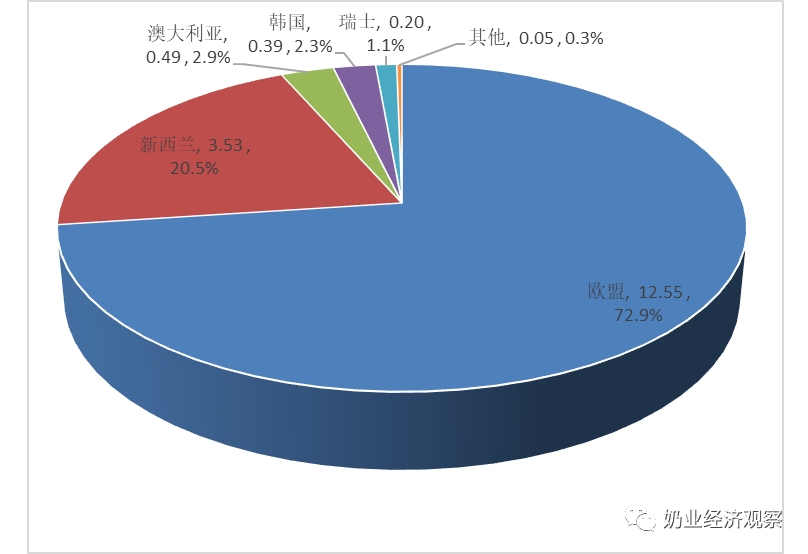 澳大利亚,
0.49 , 2.9%
韩国,
0.39 , 2.3%
瑞士, 0.20 ,
1.1%
其他, 0.05 , 0.3%
新西兰, 3.53 ,
20.5%
欧盟, 12.55 ,
72.9%
奶业经济观察